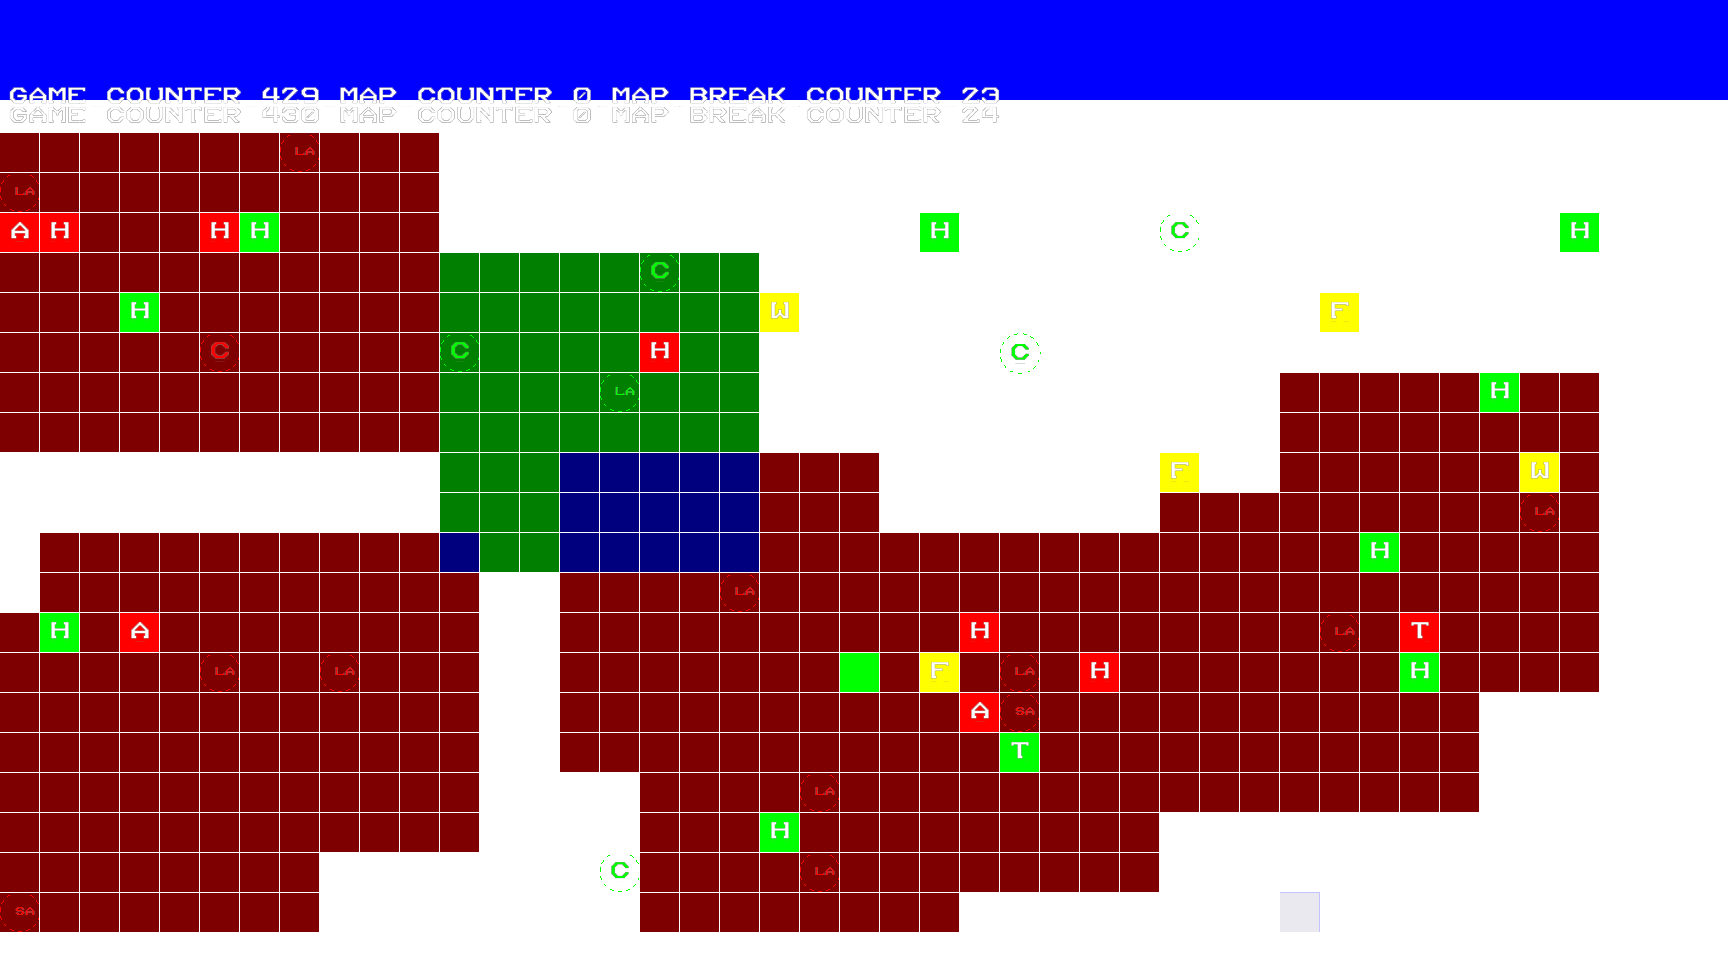 GAME COUNTER 429 MAP COUNTER 0 MAP BREAK COUNTER 23
GAME COUNTER 430 MAP COUNTER 0 MAP BREAK COUNTER 24
LA
LA
A H H H H C H
C
H W F
C C H C
LA H
F W
LA
H
LA
H A H LA T
LA LA F LA H H
A SA
T
LA
H
C LA
SA